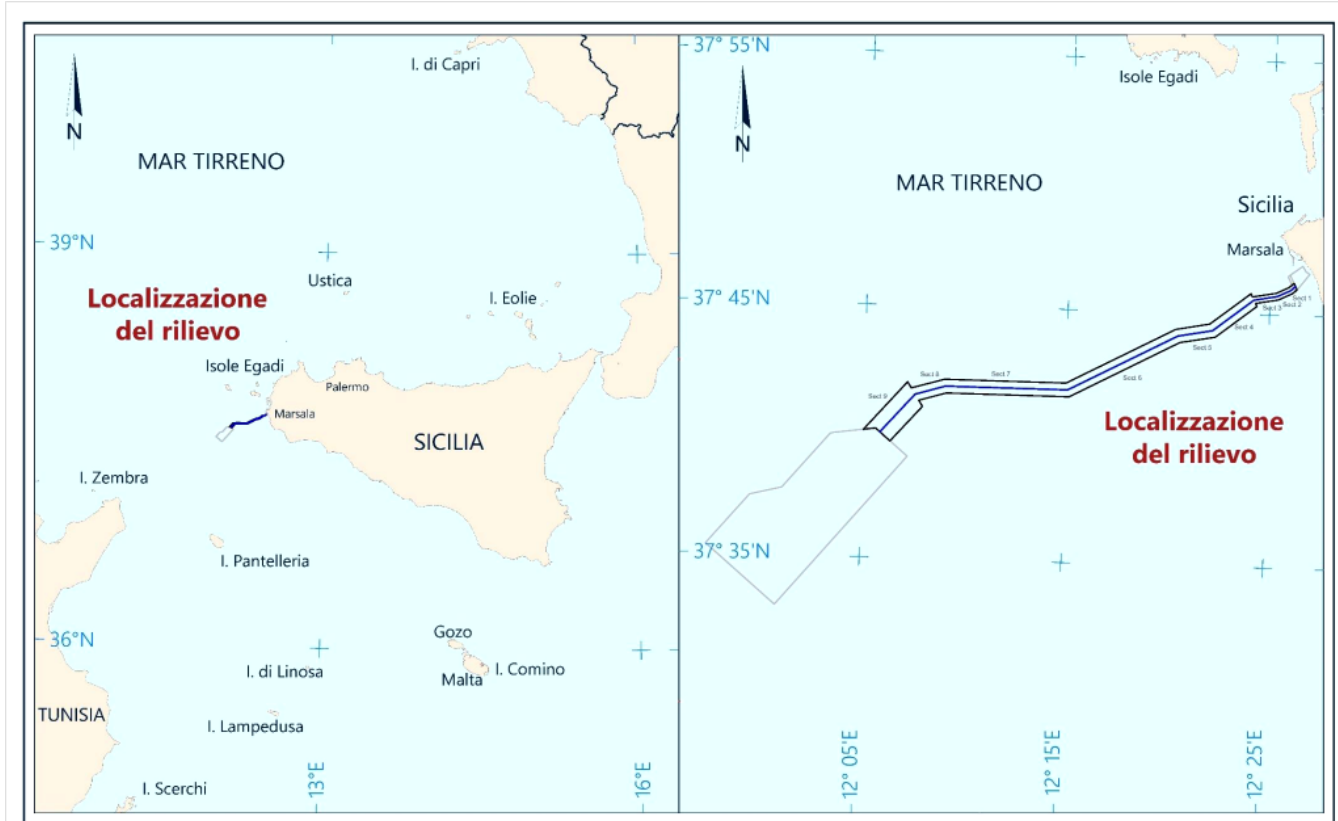 I. di Capri
N
MAR TIRRENO
39°N
Ustica
Localizzazione
del rilievo
I. Eolie
Isole Egadi
Palermo
Marsala
SICILIA
I. Zembra
I. Pantelleria
36°N
Gozo
I. di Linosa
Malta
I. Comino
TUNISIA
I. Lampedusa
13°E
16°E
I. Scerchi
37° 55'N
Isole Egadi
N
MAR TIRRENO
Sicilia
Marsala
37° 45'N
Sect 1
Sect 2
Sect 3
Sect 4
Sect 5
Sect 6
Sect 7
Sect 8
Sect 9
Localizzazione
del rilievo
37° 35'N
12° 05'E
12° 15'E
12° 25'E